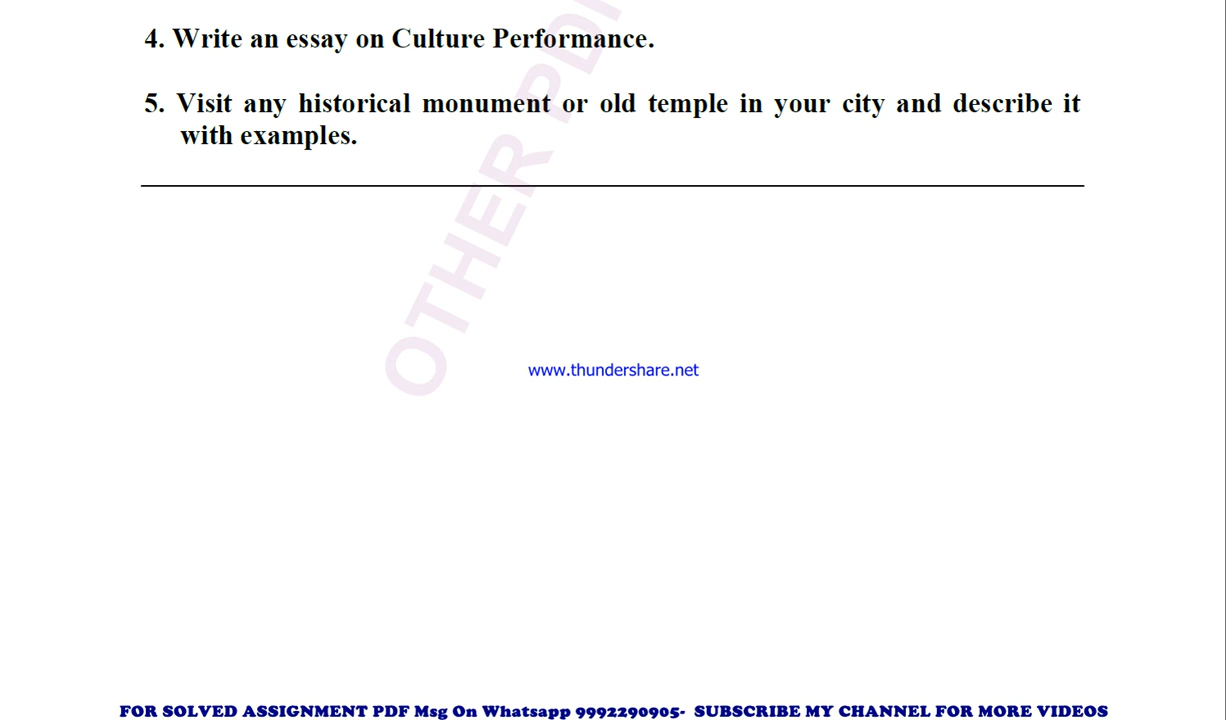 4. Write an essay on Culture Performance.
5. Visit any historical monument or old temple in your city and describe it
with examples.
OTHER PDF
www.thundershare.net
FOR SOLVED ASSIGNMENT PDF Msg On Whatsapp 9992290905- SUBSCRIBE MY CHANNEL FOR MORE VIDEOS